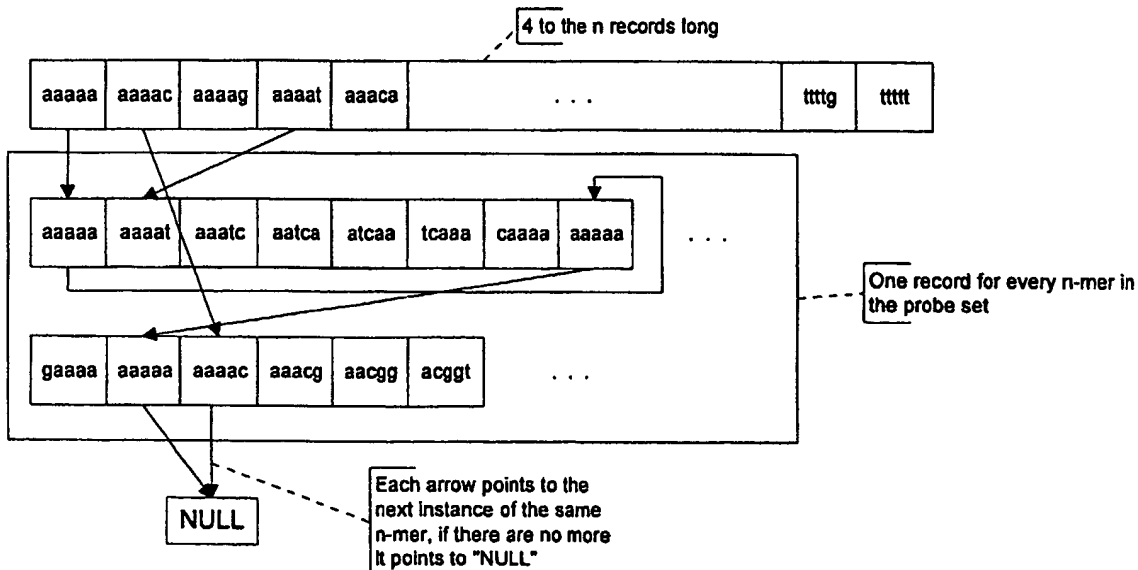 4 to the n records long
aaaaa aaaac aaaag aaaat aaaca . . . ttttg ttttt
aaaaa aaaat aaatc aatca atcaa tcaaa caaaa aaaaa . . .
One record for every n-mer in
the probe set
gaaaa aaaaa aaaac aaacg aacgg acggt . . .
Each arrow points to the
next instance of the same
n-mer, if there are no more
It points to "NULL"
NULL